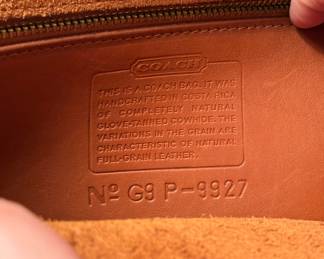 COACH
THIS IS A COACH BAG. IT WAS
HANDCRAFTED IN COSTA RICA
OF COMPLETELY NATURAL
GLOVE-TANNED COWHIDE. THE
VARIATIONS IN THE GRAIN ARE
CHARACTERISTIC OF NATURAL
FULL-GRAIN LEATHER.
No G9P-9927